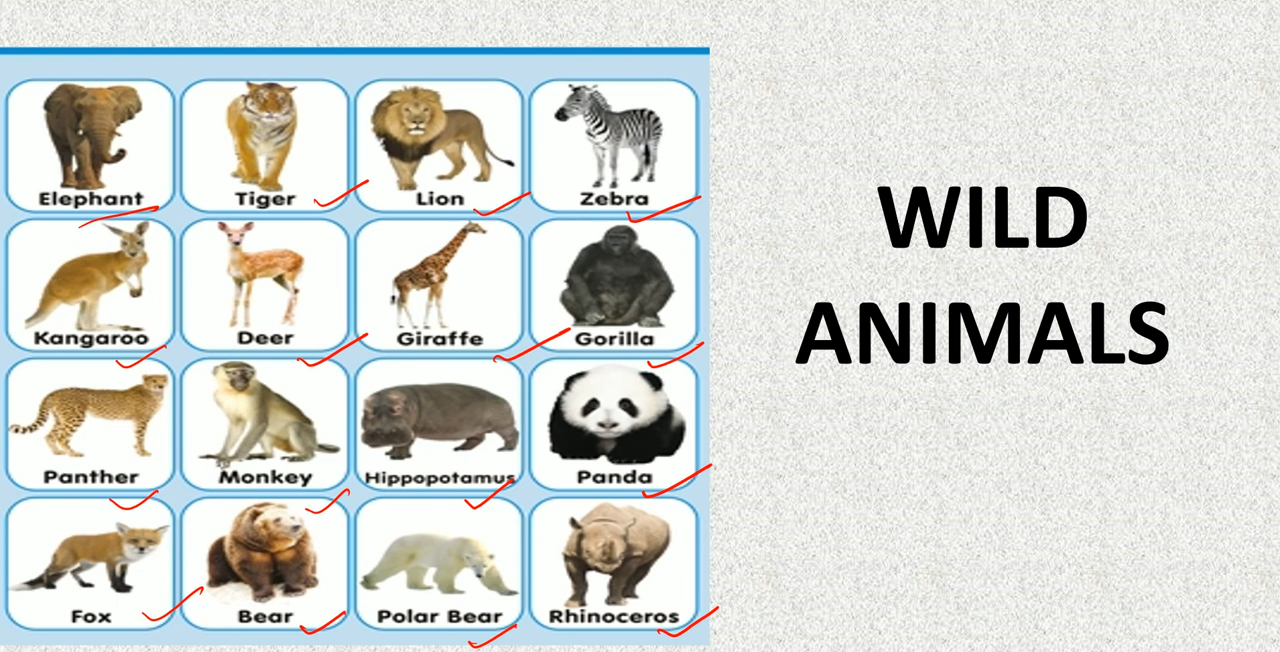 Elephant
Tiger
Lion
Zebra
Kangaroo
Deer
Giraffe
Gorilla
Panther
Monkey
Hippopotamus
Panda
Fox
Bear
Polar Bear
Rhinoceros
WILD
ANIMALS